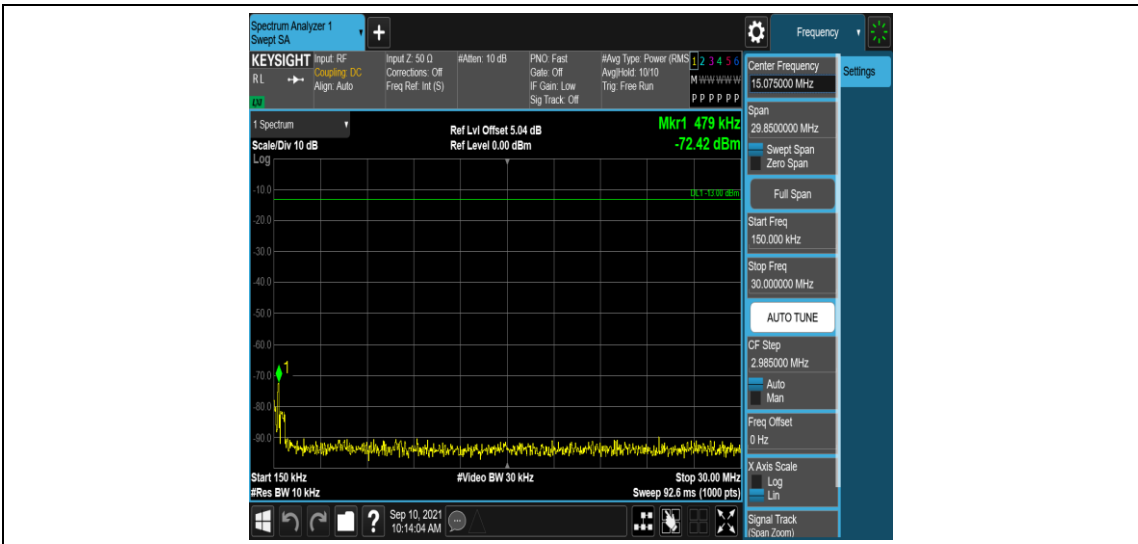 Spectrum Analyzer 1
Swept SA
+
Frequency
KEYSIGHT
RL
LNI
Input: RF
Coupling: DC
Align: Auto
Input Z: 50 Ω
Corrections: Off
Freq Ref: Int (S)
#Atten: 10 dB
PNO: Fast
Gate: Off
IF Gain: Low
Sig Track: Off
#Avg Type: Power (RMS
Avg|Hold: 10/10
Trig: Free Run
1 2 3 4 5 6
M W W W W W
P P P P P P
1 Spectrum
Scale/Div 10 dB
Log
Ref Lvl Offset 5.04 dB
Ref Level 0.00 dBm
Mkr1 479 kHz
-72.42 dBm
DL1 -13.00 dBm
-10.0
-20.0
-30.0
-40.0
-50.0
-60.0
-70.0
-80.0
-90.0
1
Start 150 kHz
#Res BW 10 kHz
#Video BW 30 kHz
Stop 30.00 MHz
Sweep 92.6 ms (1000 pts)
Sep 10, 2021
10:14:04 AM
?
Center Frequency
15.075000 MHz
Settings
Span
29.8500000 MHz
Swept Span
Zero Span
Full Span
Start Freq
150.000 kHz
Stop Freq
30.000000 MHz
AUTO TUNE
CF Step
2.985000 MHz
Auto
Man
Freq Offset
0 Hz
X Axis Scale
Log
Lin
Signal Track
(Span Zoom)